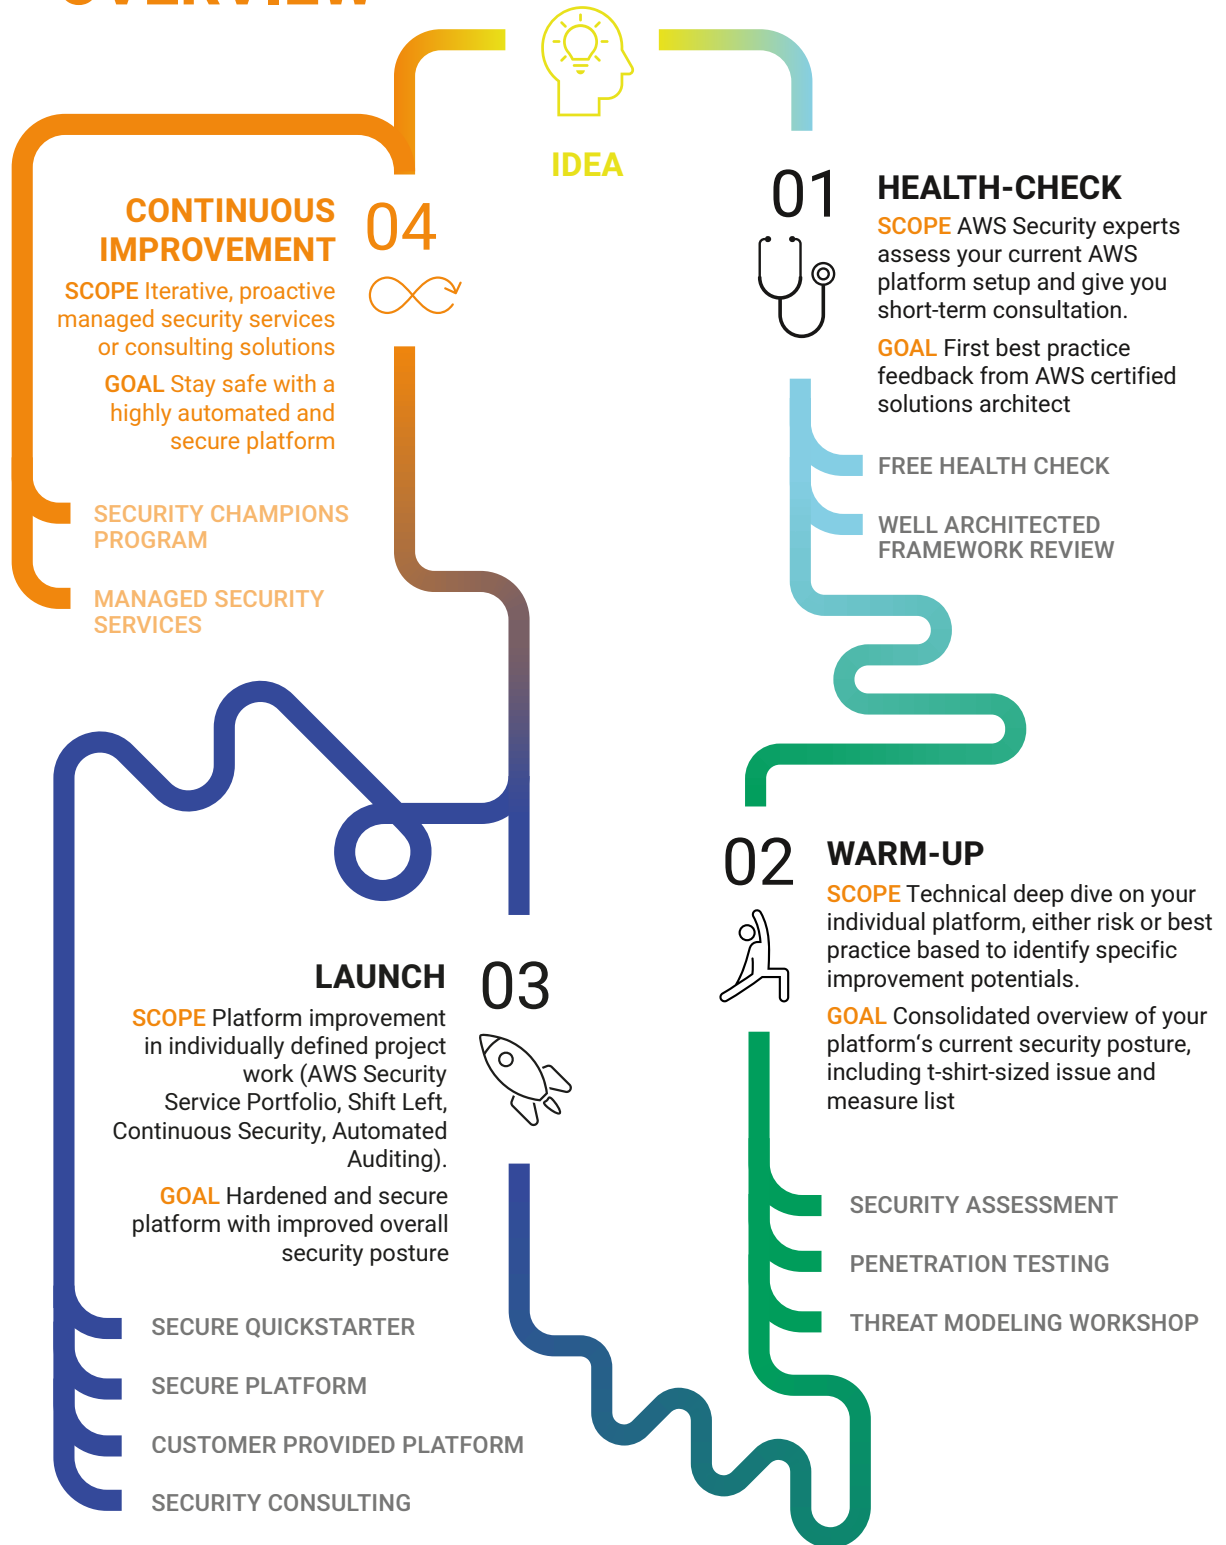 OVERVIEW
IDEA
01
HEALTH-CHECK
SCOPE AWS Security experts
assess your current AWS
platform setup and give you
short-term consultation.
GOAL First best practice
feedback from AWS certified
solutions architect
FREE HEALTH CHECK
WELL ARCHITECTED
FRAMEWORK REVIEW
02
WARM-UP
SCOPE Technical deep dive on your
individual platform, either risk or best
practice based to identify specific
improvement potentials.
GOAL Consolidated overview of your
platform‘s current security posture,
including t-shirt-sized issue and
measure list
SECURITY ASSESSMENT
PENETRATION TESTING
THREAT MODELING WORKSHOP
LAUNCH
03
SCOPE Platform improvement
in individually defined project
work (AWS Security
Service Portfolio, Shift Left,
Continuous Security, Automated
Auditing).
GOAL Hardened and secure
platform with improved overall
security posture
SECURE QUICKSTARTER
SECURE PLATFORM
CUSTOMER PROVIDED PLATFORM
SECURITY CONSULTING
CONTINUOUS
IMPROVEMENT
04
SCOPE Iterative, proactive
managed security services
or consulting solutions
GOAL Stay safe with a
highly automated and
secure platform
SECURITY CHAMPIONS
PROGRAM
MANAGED SECURITY
SERVICES